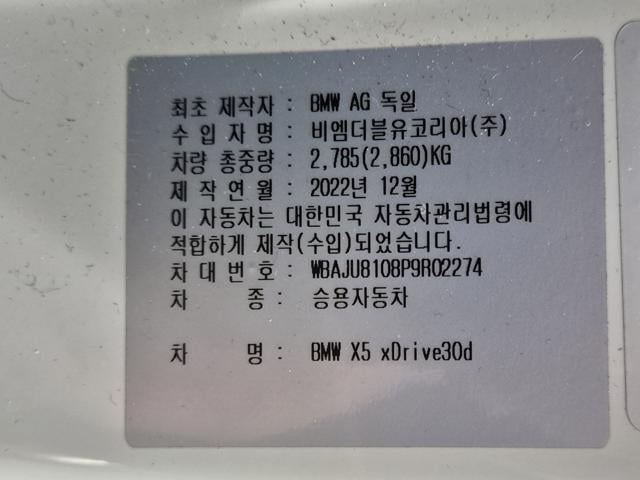 최초 제작자 : BMW AG 독일
수 입 자 명 : 비엠더블유코리아(주)
차량 총중량 : 2,785(2,860)KG
제 작 연 월 : 2022년 12월
이 자동차는 대한민국 자동차관리법령에
적합하게 제작(수입)되었습니다.
차 대 번 호 : WBAJU8108P9R02274
차 종 : 승용자동차
차 명 : BMW X5 xDrive30d